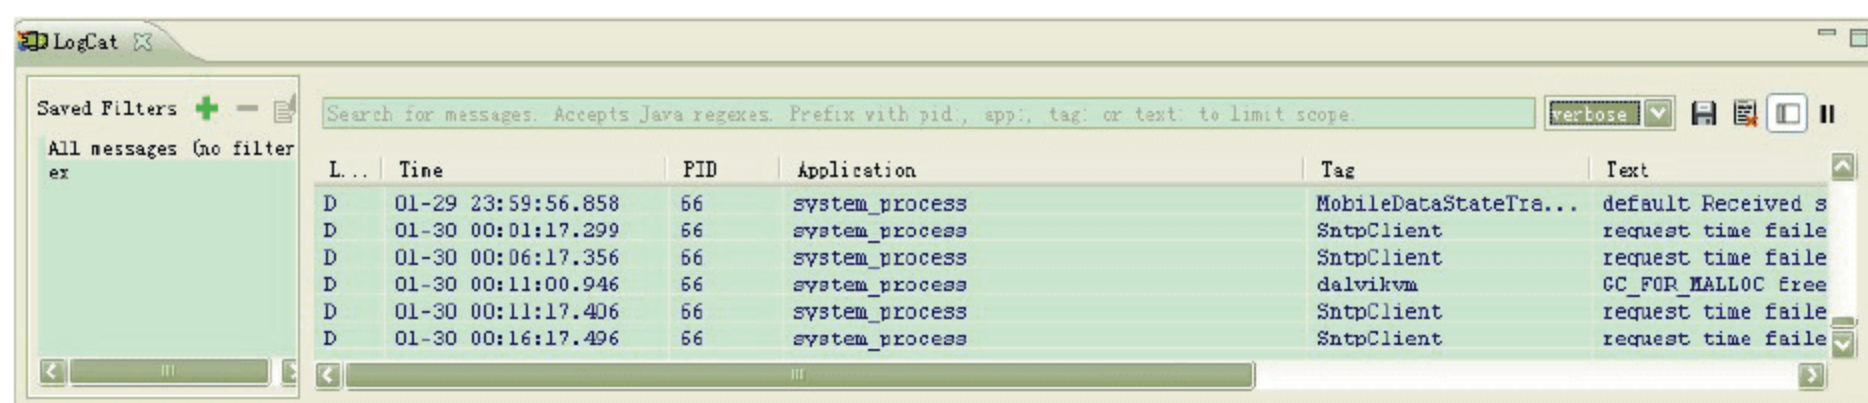 LogCat
Saved Filters
Search for messages. Accepts Java regexes. Prefix with pid:, app:, tag: or text: to limit scope.
verbose
All messages (no filter
ex
L... Time PID Application Tag Text
D 01-29 23:59:56.858 66 system_process MobileDataStateTra... default Received s
D 01-30 00:01:17.299 66 system_process SntpClient request time faile
D 01-30 00:06:17.356 66 system_process SntpClient request time faile
D 01-30 00:11:00.946 66 system_process dalvikvm GC_FOR_MALLOC free
D 01-30 00:11:17.406 66 system_process SntpClient request time faile
D 01-30 00:16:17.496 66 system_process SntpClient request time faile